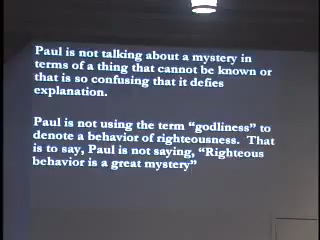 Paul is not talking about a mystery in
terms of a thing that cannot be known or
that is so confusing that it defies
explanation.
Paul is not using the term “godliness” to
denote a behavior of righteousness.  That
is to say, Paul is not saying, “Righteous
behavior is a great mystery”